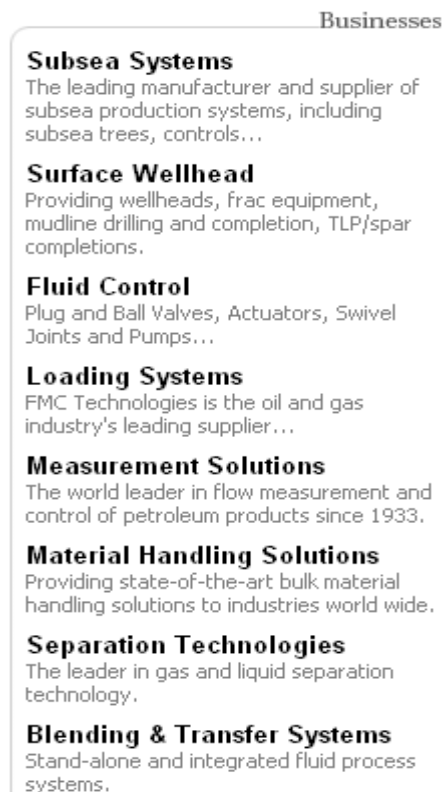 Businesses
Subsea Systems
The leading manufacturer and supplier of
subsea production systems, including
subsea trees, controls...
Surface Wellhead
Providing wellheads, frac equipment,
mudline drilling and completion, TLP/spar
completions.
Fluid Control
Plug and Ball Valves, Actuators, Swivel
Joints and Pumps...
Loading Systems
FMC Technologies is the oil and gas
industry's leading supplier...
Measurement Solutions
The world leader in flow measurement and
control of petroleum products since 1933.
Material Handling Solutions
Providing state-of-the-art bulk material
handling solutions to industries world wide.
Separation Technologies
The leader in gas and liquid separation
technology.
Blending & Transfer Systems
Stand-alone and integrated fluid process
systems.